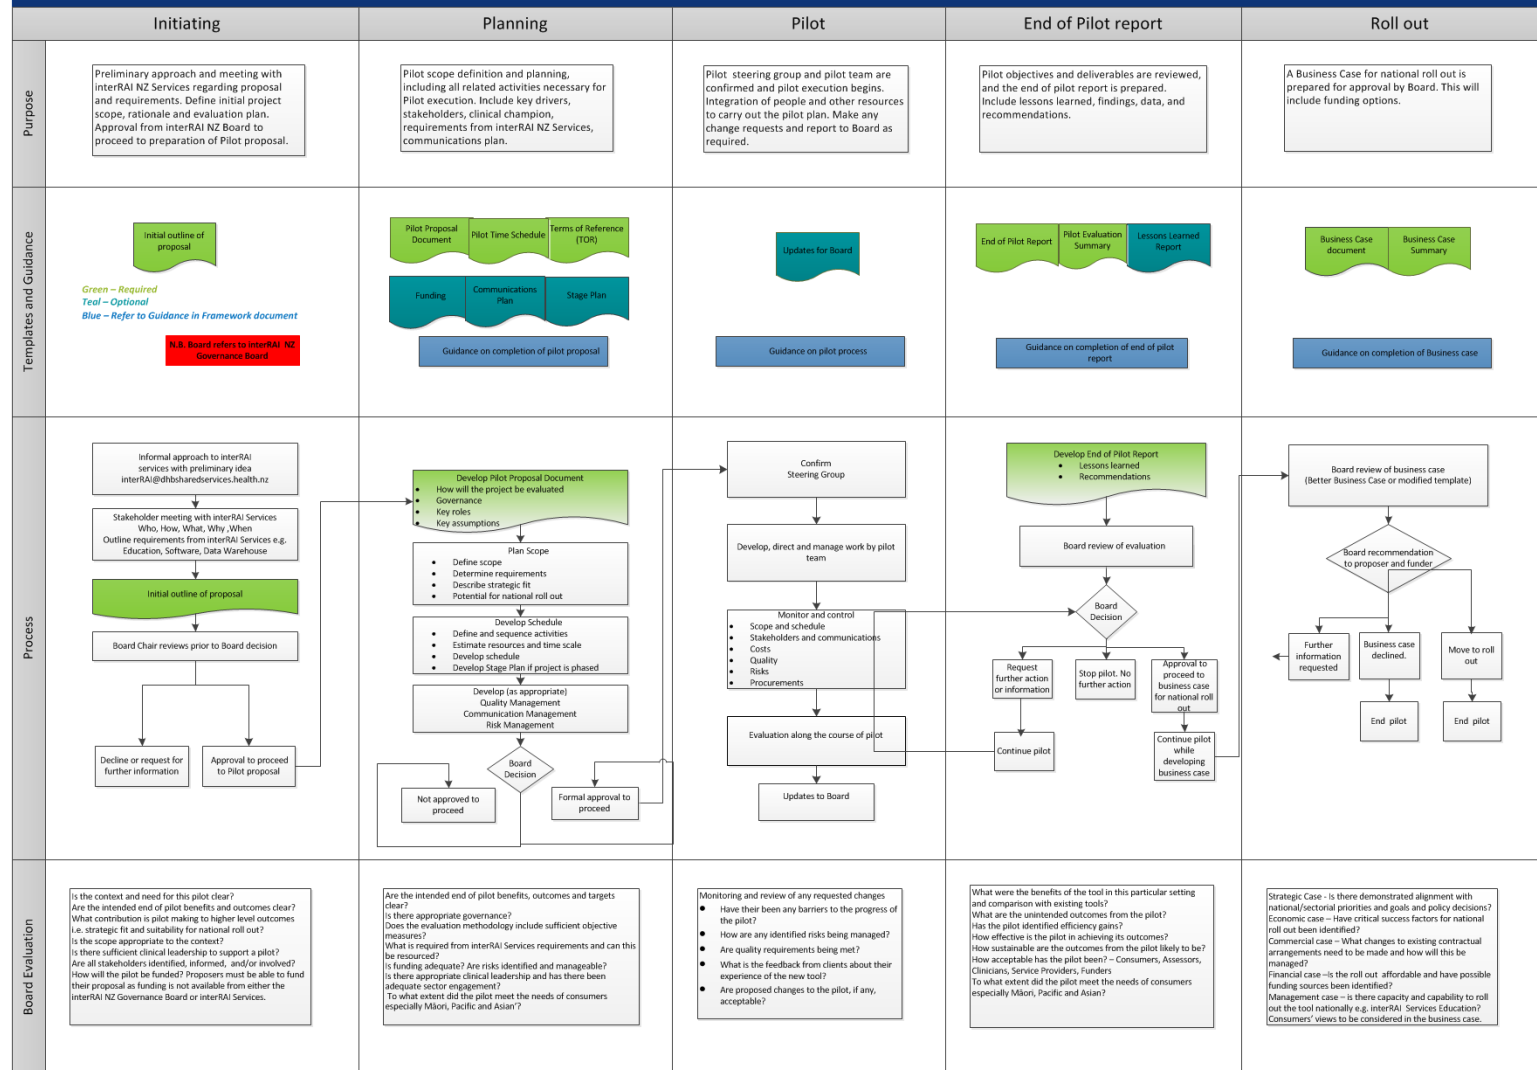 Initiating
Planning
Pilot
End of Pilot report
Roll out
Purpose
Preliminary approach and meeting with
interRAI NZ Services regarding proposal
and requirements. Define initial project
scope, rationale and evaluation plan.
Approval from interRAI NZ Board to
proceed to preparation of Pilot proposal.
Pilot scope definition and planning,
including all related activities necessary for
Pilot execution. Include key drivers,
stakeholders, clinical champion,
requirements from interRAI NZ Services,
communications plan.
Pilot  steering group and pilot team are
confirmed and pilot execution begins.
Integration of people and other resources
to carry out the pilot plan. Make any
change requests and report to Board as
required.
Pilot objectives and deliverables are reviewed,
and the end of pilot report is prepared.
Include lessons learned, findings, data, and
recommendations.
A Business Case for national roll out is
prepared for approval by Board. This will
include funding options.
Templates and Guidance
Initial outline of
proposal
Green – Required
Teal – Optional
Blue – Refer to Guidance in Framework document
N.B. Board refers to interRAI  NZ
Governance Board
Pilot Proposal
Document
Pilot Time Schedule
Terms of Reference
(TOR)
Funding
Communications
Plan
Stage Plan
Guidance on completion of pilot proposal
Updates for Board
Guidance on pilot process
End of Pilot Report
Pilot Evaluation
Summary
Lessons Learned
Report
Guidance on completion of end of pilot
report
Business Case
document
Business Case
Summary
Guidance on completion of Business case
Process
Informal approach to interRAI
services with preliminary idea
interRAI@dhbsharedservices.health.nz
Stakeholder meeting with interRAI Services
Who, How, What, Why ,When
Outline requirements from interRAI Services e.g.
Education, Software, Data Warehouse
Initial outline of proposal
Board Chair reviews prior to Board decision
Decline or request for
further information
Approval to proceed
to Pilot proposal
Develop Pilot Proposal Document
• How will the project be evaluated
• Governance
• Key roles
• Key assumptions
Plan Scope
• Define scope
• Determine requirements
• Describe strategic fit
• Potential for national roll out
Develop Schedule
• Define and sequence activities
• Estimate resources and time scale
• Develop schedule
• Develop Stage Plan if project is phased
Develop (as appropriate)
Quality Management
Communication Management
Risk Management
Board
Decision
Not approved to
proceed
Formal approval to
proceed
Confirm
Steering Group
Develop, direct and manage work by pilot
team
Monitor and control
• Scope and schedule
• Stakeholders and communications
• Costs
• Quality
• Risks
• Procurements
Evaluation along the course of pilot
Updates to Board
Develop End of Pilot Report
• Lessons learned
• Recommendations
Board review of evaluation
Board
Decision
Request
further action
or information
Stop pilot. No
further action
Approval to
proceed to
business case
for national roll
out
Continue pilot
Continue pilot
while
developing
business case
Board review of business case
(Better Business Case or modified template)
Board recommendation
to proposer and funder
Further
information
requested
Business case
declined.
Move to roll
out
End  pilot
End  pilot
Board Evaluation
Is the context and need for this pilot clear?
Are the intended end of pilot benefits and outcomes clear?
What contribution is pilot making to higher level outcomes
i.e. strategic fit and suitability for national roll out?
Is the scope appropriate to the context?
Is there sufficient clinical leadership to support a pilot?
Are all stakeholders identified, informed,  and/or involved?
How will the pilot be funded? Proposers must be able to fund
their proposal as funding is not available from either the
interRAI NZ Governance Board or interRAI Services.
Are the intended end of pilot benefits, outcomes and targets
clear?
Is there appropriate governance?
Does the evaluation methodology include sufficient objective
measures?
What is required from interRAI Services requirements and can this
be resourced?
Is funding adequate? Are risks identified and manageable?
Is there appropriate clinical leadership and has there been
adequate sector engagement?
To what extent did the pilot meet the needs of consumers
especially Māori, Pacific and Asian'?
Monitoring and review of any requested changes
• Have their been any barriers to the progress of
the pilot?
• How are any identified risks being managed?
• Are quality requirements being met?
• What is the feedback from clients about their
experience of the new tool?
• Are proposed changes to the pilot, if any,
acceptable?
What were the benefits of the tool in this particular setting
and comparison with existing tools?
What are the unintended outcomes from the pilot?
Has the pilot identified efficiency gains?
How effective is the pilot in achieving its outcomes?
How sustainable are the outcomes from the pilot likely to be?
How acceptable has the pilot been? – Consumers, Assessors,
Clinicians, Service Providers, Funders
To what extent did the pilot meet the needs of consumers
especially Māori, Pacific and Asian?
Strategic Case - Is there demonstrated alignment with
national/sectorial priorities and goals and policy decisions?
Economic case – Have critical success factors for national
roll out been identified?
Commercial case – What changes to existing contractual
arrangements need to be made and how will this be
managed?
Financial case –Is the roll out  affordable and have possible
funding sources been identified?
Management case – is there capacity and capability to roll
out the tool nationally e.g. interRAI  Services Education?
Consumers' views to be considered in the business case.